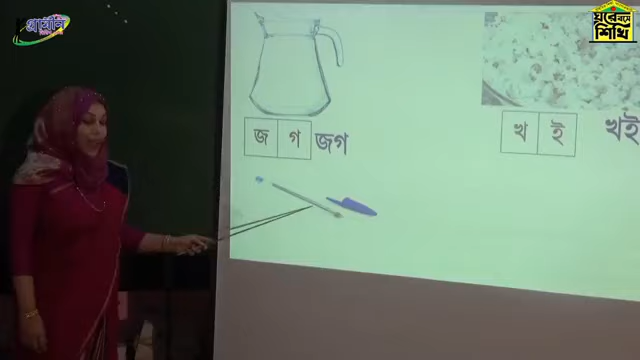 ঘরে বসে
শিখি
জ গ জগ
খ ই খই